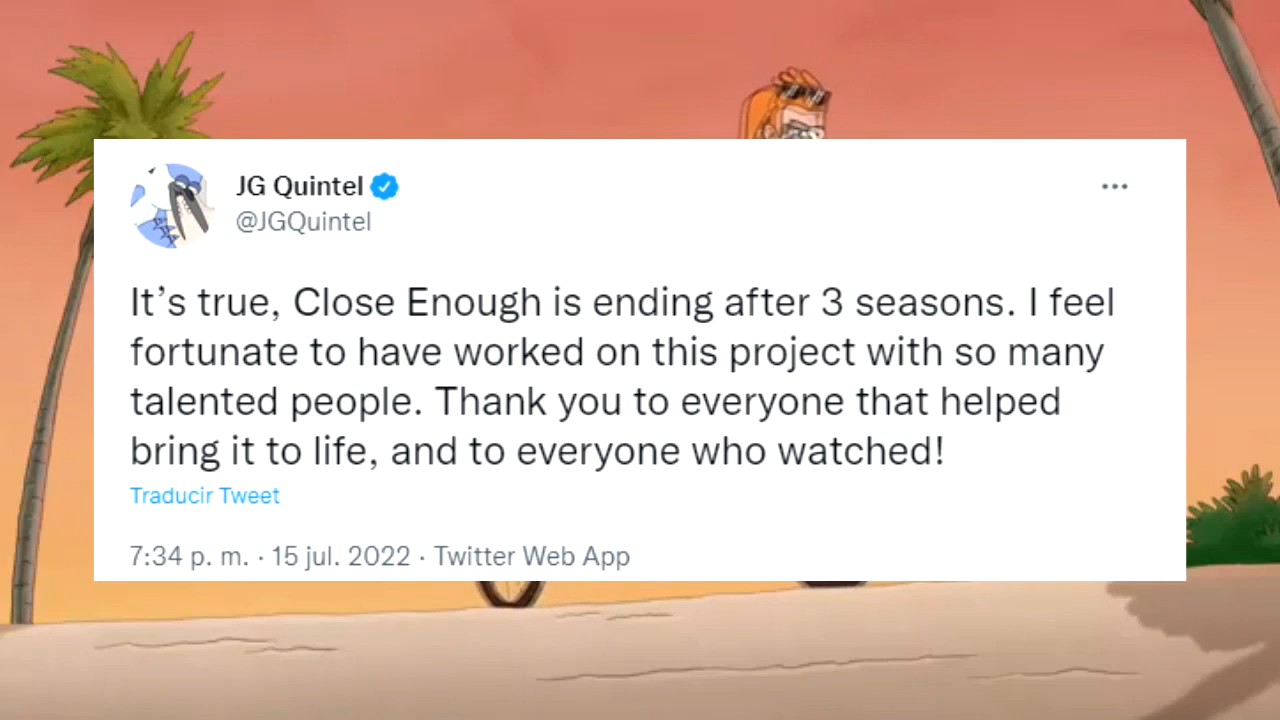 JG Quintel
@JGQuintel
It’s true, Close Enough is ending after 3 seasons. I feel
fortunate to have worked on this project with so many
talented people. Thank you to everyone that helped
bring it to life, and to everyone who watched!
Traducir Tweet
7:34 p. m. · 15 jul. 2022 · Twitter Web App